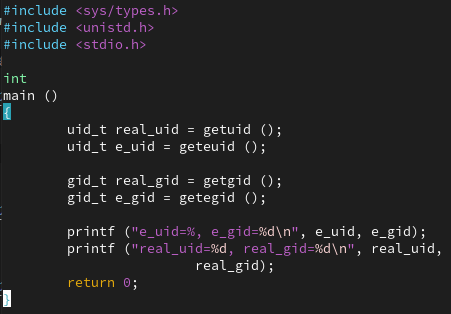 #include <sys/types.h>
#include <unistd.h>
#include <stdio.h>
int
main ()
{
uid_t real_uid = getuid ();
uid_t e_uid = geteuid ();
gid_t real_gid = getgid ();
gid_t e_gid = getegid ();
printf ("e_uid=%, e_gid=%d\n", e_uid, e_gid);
printf ("real_uid=%d, real_gid=%d\n", real_uid,
real_gid);
return 0;
}